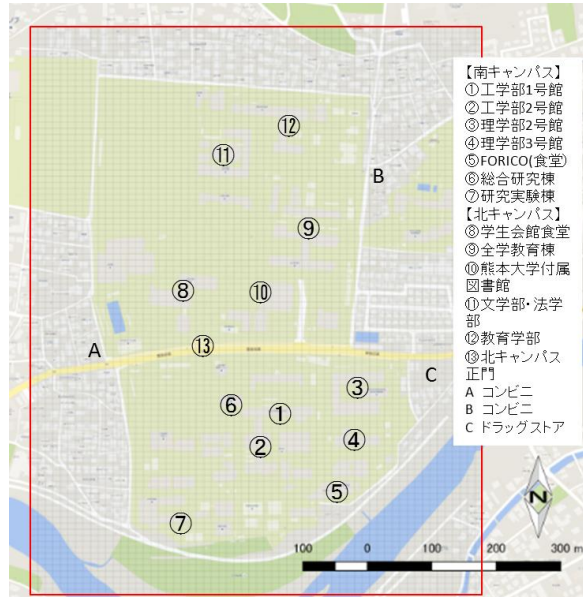 【南キャンパス】
①工学部1号館
②工学部2号館
③理学部2号館
④理学部3号館
⑤FORICO(食堂)
⑥総合研究棟
⑦研究実験棟
【北キャンパス】
⑧学生会館食堂
⑨全学教育棟
⑩熊本大学付属
図書館
⑪文学部・法学
部
⑫教育学部
⑬北キャンパス
正門
A コンビニ
B コンビニ
C ドラッグストア
⑫
⑪
B
⑨
⑧
⑩
⑬
A
C
③
⑥
①
④
②
⑤
⑦
N
100 0 100 200 300 m